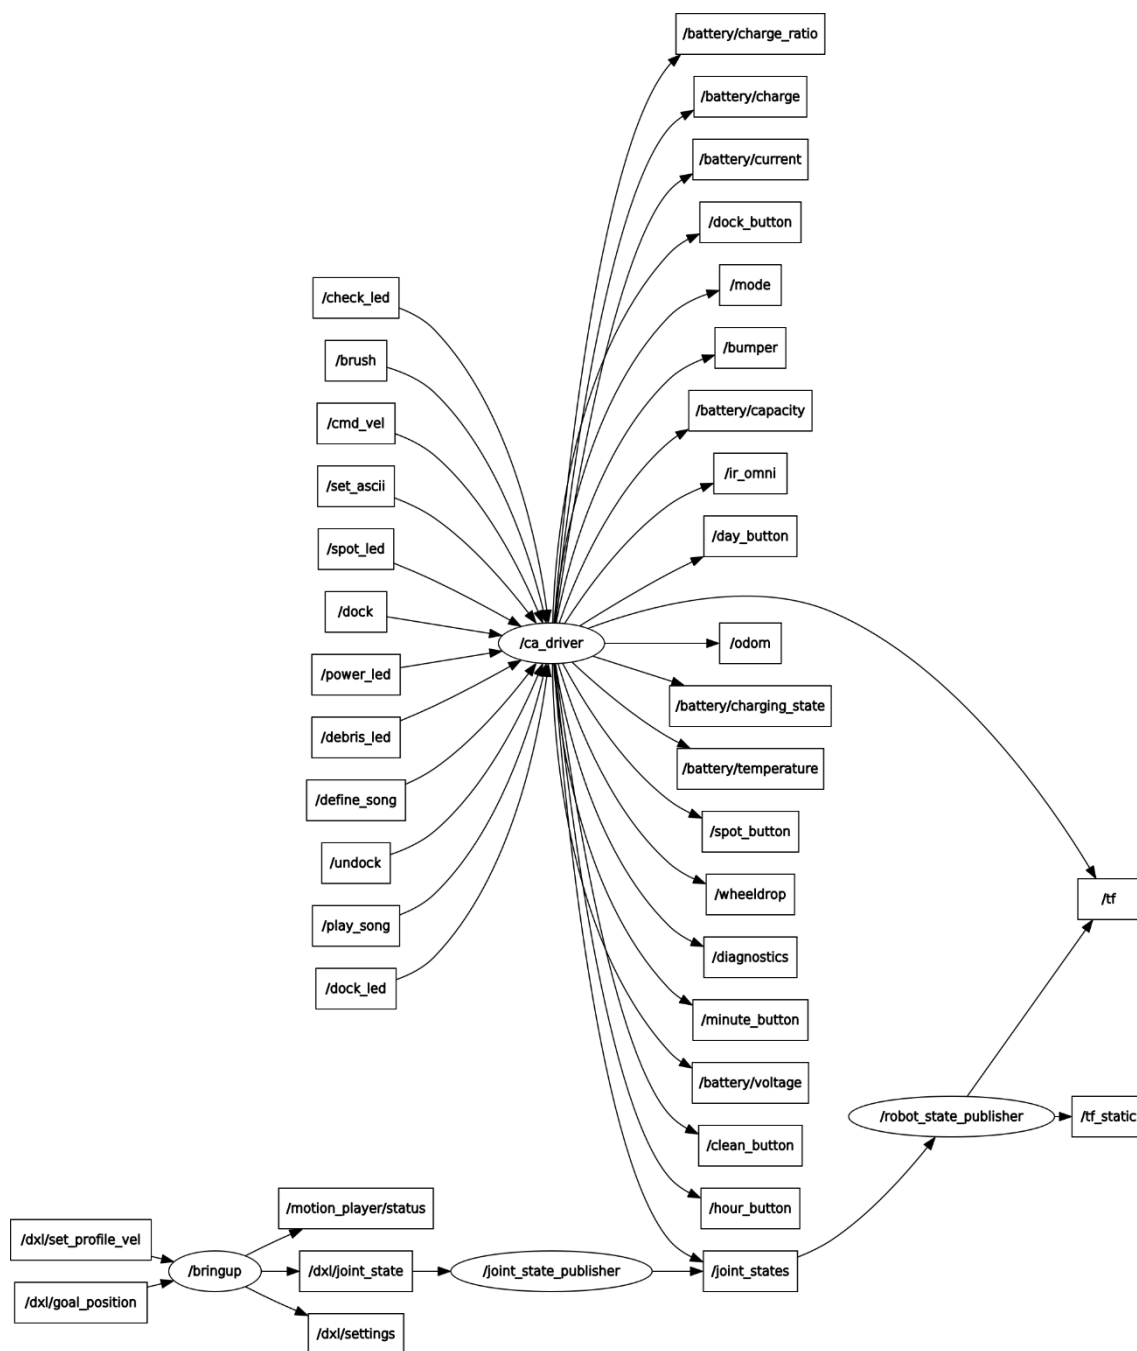 /battery/charge_ratio
/battery/charge
/battery/current
/dock_button
/mode
/bumper
/battery/capacity
/ir_omni
/day_button
/odom
/battery/charging_state
/battery/temperature
/spot_button
/wheeldrop
/diagnostics
/minute_button
/battery/voltage
/clean_button
/hour_button
/joint_states
/check_led
/brush
/cmd_vel
/set_ascii
/spot_led
/dock
/power_led
/debris_led
/define_song
/undock
/play_song
/dock_led
/ca_driver
/tf
/robot_state_publisher
/tf_static
/motion_player/status
/dxl/set_profile_vel
/bringup
/dxl/joint_state
/joint_state_publisher
/dxl/goal_position
/dxl/settings